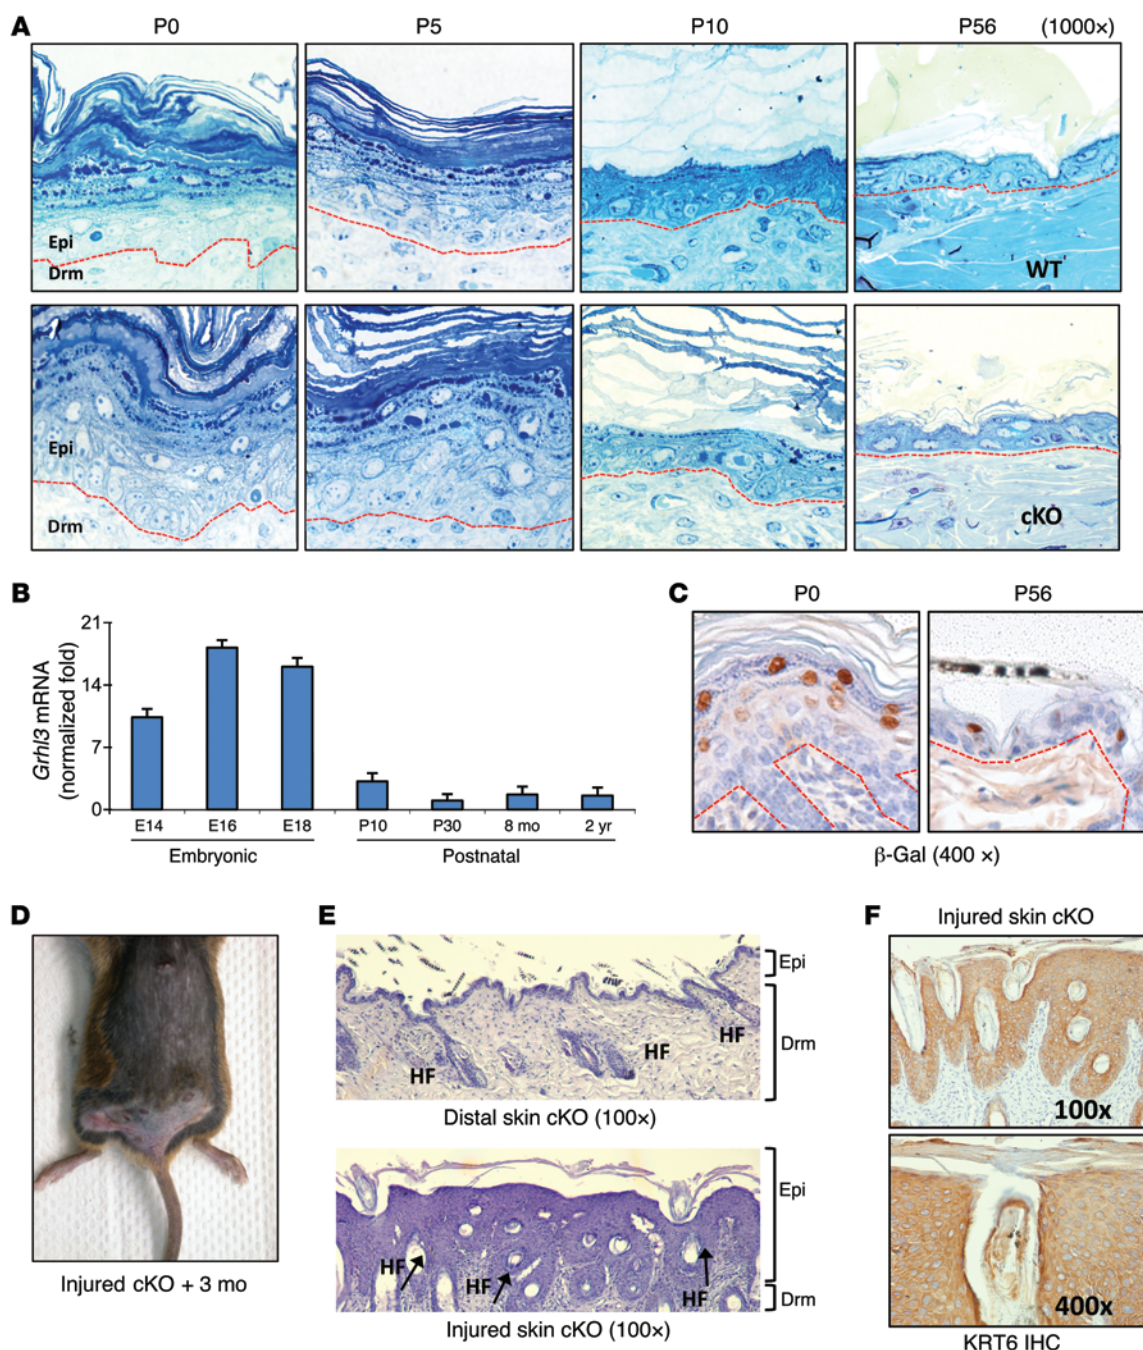 A
P0 P5 P10 P56 (1000×)
Epi
Drm
WT
Epi
Drm
cKO
B
Grhl3 mRNA
(normalized fold)
21
14
7
0
E14 E16 E18 P10 P30 8 mo 2 yr
Embryonic Postnatal
C
P0 P56
β-Gal (400 ×)
D
Injured cKO + 3 mo
E
Epi
HF HF HF
Drm
Distal skin cKO (100×)
Epi
HF HF HF
Drm
Injured skin cKO (100×)
F
Injured skin cKO
100x
400x
KRT6 IHC